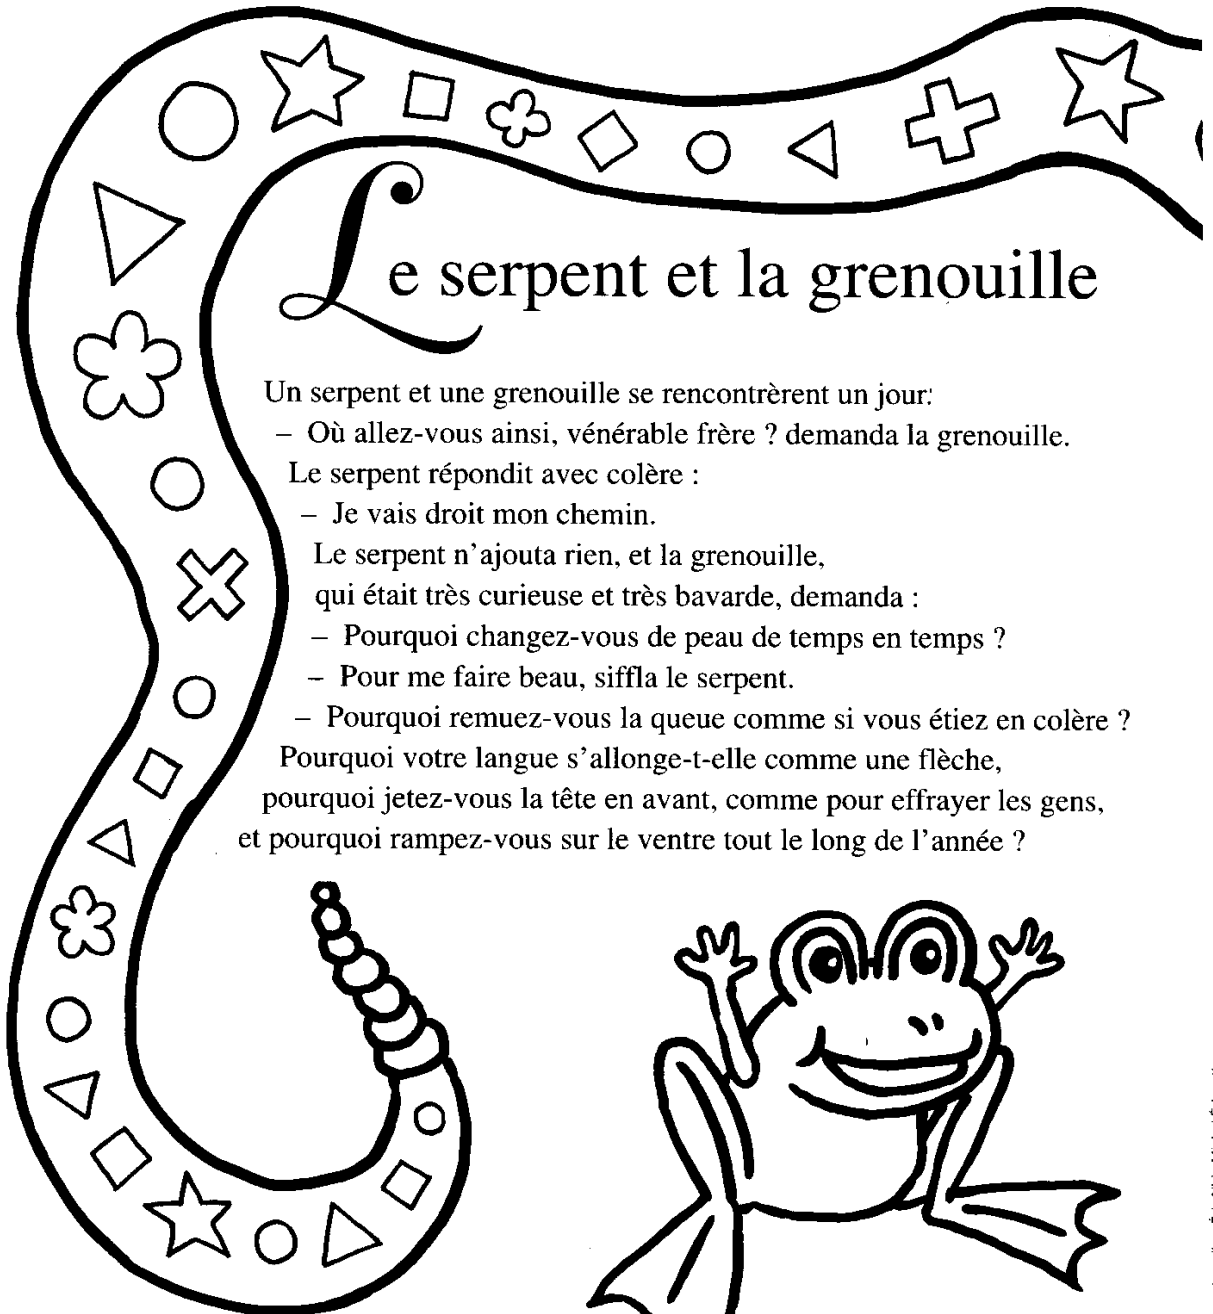 Le serpent et la grenouille
Un serpent et une grenouille se rencontrèrent un jour:
– Où allez-vous ainsi, vénérable frère ? demanda la grenouille.
Le serpent répondit avec colère :
– Je vais droit mon chemin.
Le serpent n'ajouta rien, et la grenouille,
qui était très curieuse et très bavarde, demanda :
– Pourquoi changez-vous de peau de temps en temps ?
– Pour me faire beau, siffla le serpent.
– Pourquoi remuez-vous la queue comme si vous étiez en colère ?
Pourquoi votre langue s'allonge-t-elle comme une flèche,
pourquoi jetez-vous la tête en avant, comme pour effrayer les gens,
et pourquoi rampez-vous sur le ventre tout le long de l'année ?